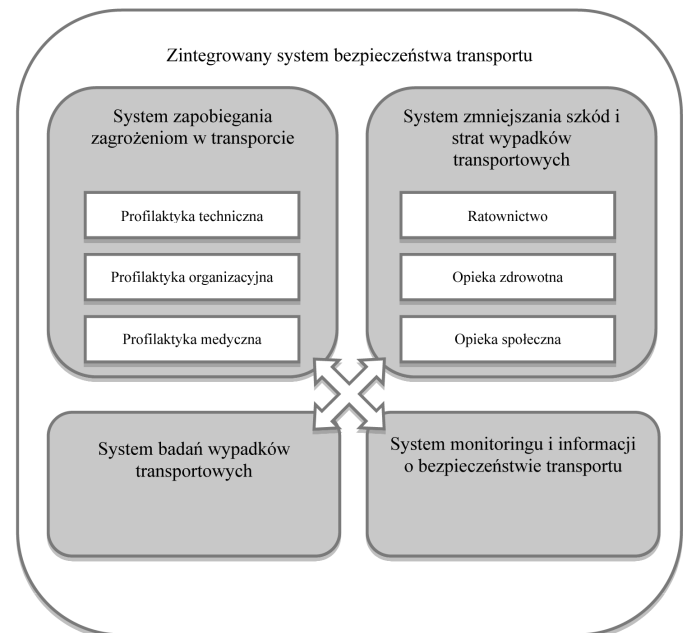 Zintegrowany system bezpieczeństwa transportu
System zapobiegania
zagrożeniom w transporcie
Profilaktyka techniczna
Profilaktyka organizacyjna
Profilaktyka medyczna
System zmniejszania szkód i
strat wypadków
transportowych
Ratownictwo
Opieka zdrowotna
Opieka społeczna
System badań wypadków
transportowych
System monitoringu i informacji
o bezpieczeństwie transportu